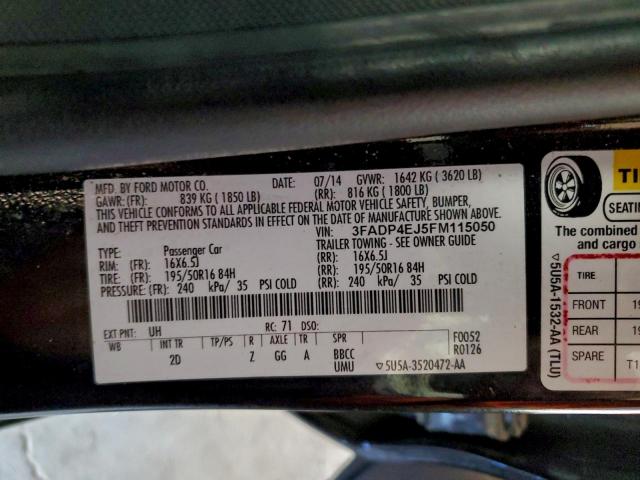 MFD. BY FORD MOTOR CO. DATE: 07/14 GVWR: 1642 KG ( 3620 LB)
GAWR: (FR): 839 KG ( 1850 LB) (RR): 816 KG ( 1800 LB)
THIS VEHICLE CONFORMS TO ALL APPLICABLE FEDERAL MOTOR VEHICLE SAFETY, BUMPER,
AND THEFT PREVENTION STANDARDS IN EFFECT ON THE DATE OF MANUFACTURE SHOWN ABOVE.
VIN: 3FADP4EJ5FM115050
TYPE: Passenger Car TRAILER TOWING - SEE OWNER GUIDE
RIM: (FR): 16X6.5J (RR): 16X6.5J
TIRE: (FR): 195/50R16 84H (RR): 195/50R16 84H
PRESSURE: (FR): 240 kPa/ 35 PSI COLD (RR): 240 kPa/ 35 PSI COLD
EXT PNT: UH RC: 71 DSO: F0052
WB INT TR TP/PS R AXLE TR SPR R0126
2D Z GG A BBCC
UMU ▽5U5A-3520472-AA
▽5U5A-1532-AA (TLU)
TI
SEATIN
The combined
and cargo
TIRE
FRONT 19
REAR 19
SPARE T1